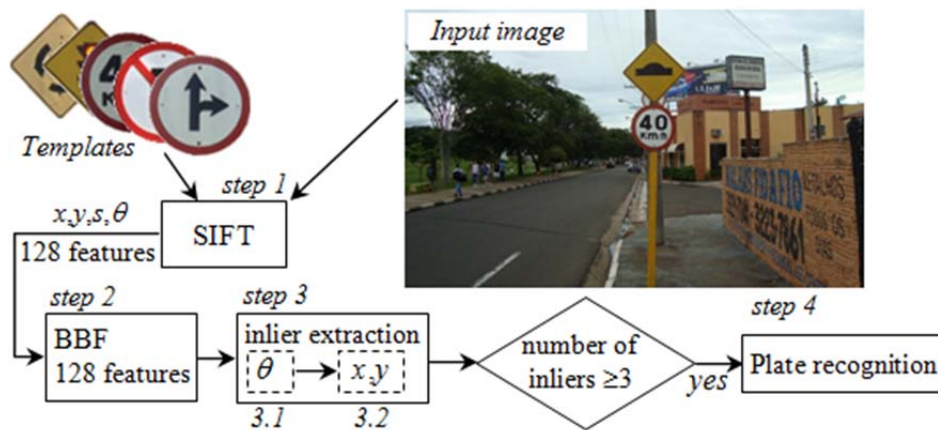 Input image
Templates
step 1
x,y,s,θ
128 features
SIFT
40
km/h
step 2
BBF
128 features
step 3
inlier extraction
θ
x,y
3.1
3.2
number of
inliers ≥3
yes
step 4
Plate recognition